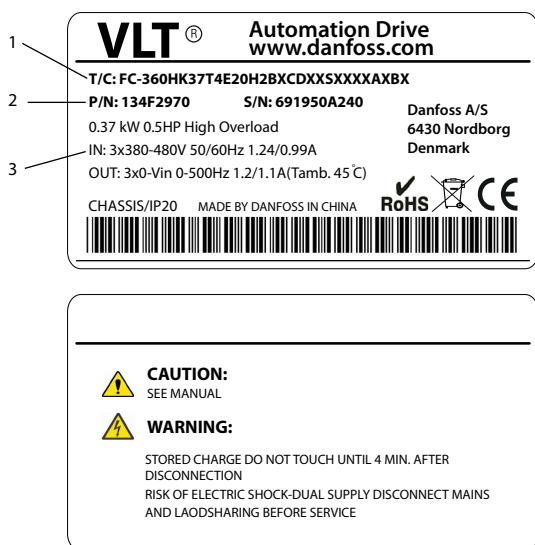 VLT ® Automation Drive
www.danfoss.com
1
T/C: FC-360HK37T4E20H2BXCDXXSXXXXAXBX
2
P/N: 134F2970 S/N: 691950A240
0.37 kW 0.5HP High Overload
3
IN: 3x380-480V 50/60Hz 1.24/0.99A
OUT: 3x0-Vin 0-500Hz 1.2/1.1A(Tamb. 45˚C)
Danfoss A/S
6430 Nordborg
Denmark
CHASSIS/IP20 MADE BY DANFOSS IN CHINA
RoHS CE
CAUTION:
SEE MANUAL
WARNING:
STORED CHARGE DO NOT TOUCH UNTIL 4 MIN. AFTER
DISCONNECTION
RISK OF ELECTRIC SHOCK-DUAL SUPPLY DISCONNECT MAINS
AND LAODSHARING BEFORE SERVICE